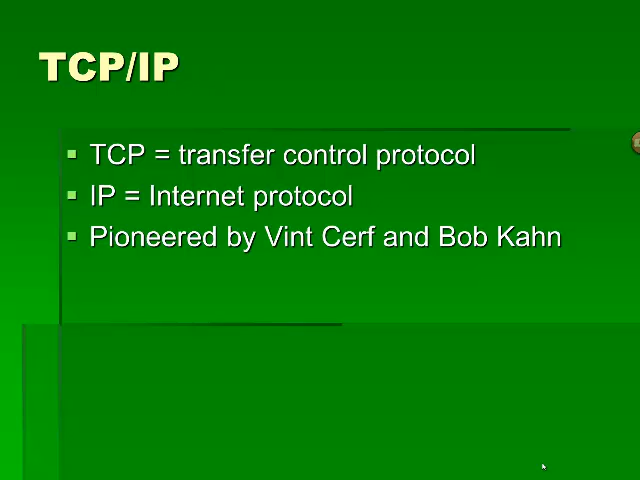 TCP/IP
TCP = transfer control protocol
IP = Internet protocol
Pioneered by Vint Cerf and Bob Kahn